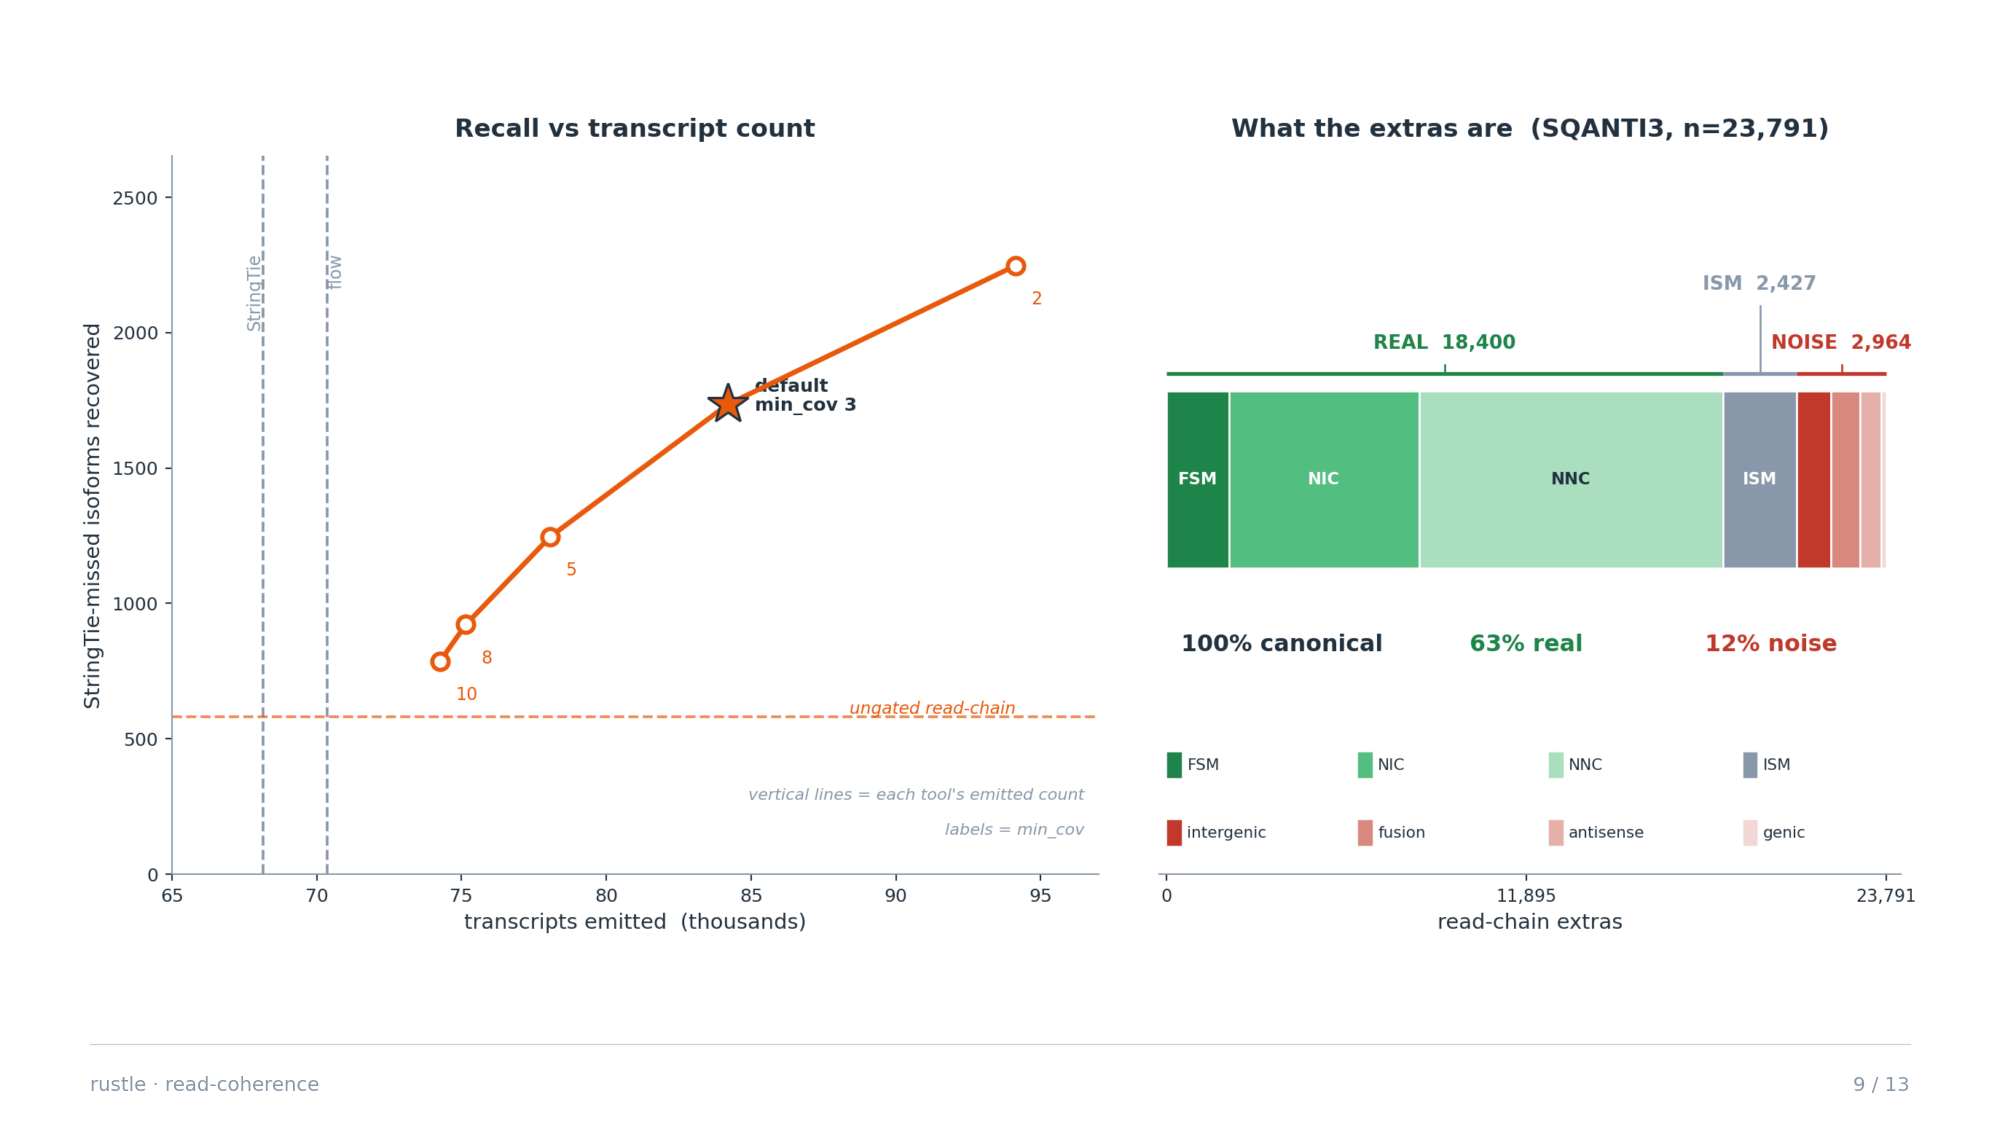 Recall vs transcript count
2500
2000
1500
1000
500
0
StringTie-missed isoforms recovered
StringTie
flow
2
default
min_cov 3
5
8
10
ungated read-chain
vertical lines = each tool's emitted count
labels = min_cov
65
70
75
80
85
90
95
transcripts emitted (thousands)
What the extras are (SQANTI3, n=23,791)
ISM 2,427
REAL 18,400
NOISE 2,964
FSM
NIC
NNC
ISM
100% canonical
63% real
12% noise
FSM
NIC
NNC
ISM
intergenic
fusion
antisense
genic
0
11,895
23,791
read-chain extras
rustle · read-coherence
9 / 13